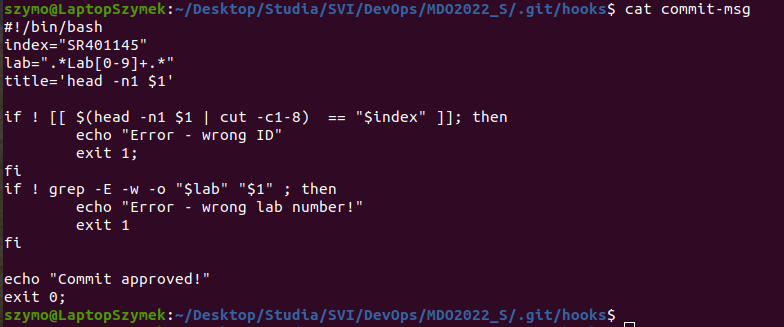 szymo@LaptopSzymek:~/Desktop/Studia/SVI/DevOps/MDO2022_S/.git/hooks$ cat commit-msg
#!/bin/bash
index="SR401145"
lab=".*Lab[0-9]+.*"
title='head -n1 $1'

if ! [[ $(head -n1 $1 | cut -c1-8)  == "$index" ]]; then
        echo "Error - wrong ID"
        exit 1;
fi
if ! grep -E -w -o "$lab" "$1" ; then
        echo "Error - wrong lab number!"
        exit 1
fi

echo "Commit approved!"
exit 0;
szymo@LaptopSzymek:~/Desktop/Studia/SVI/DevOps/MDO2022_S/.git/hooks$